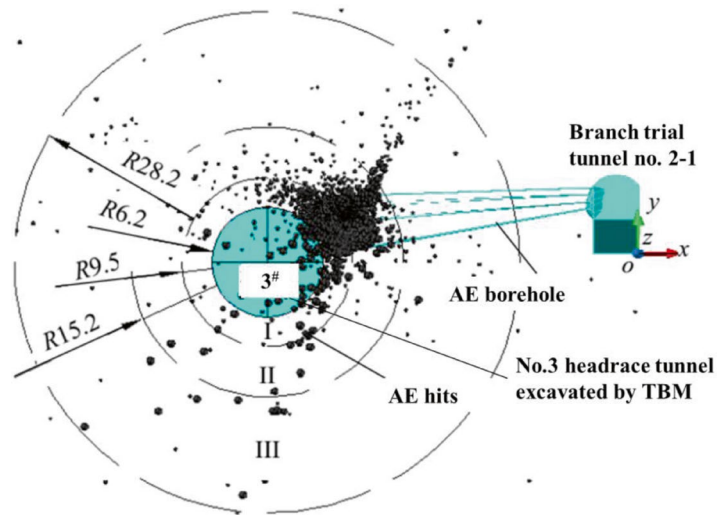 Branch trial
tunnel no. 2-1
R28.2
R6.2
R9.5
R15.2
3#
y
z
x
o
AE borehole
I
II
III
No.3 headrace tunnel
excavated by TBM
AE hits